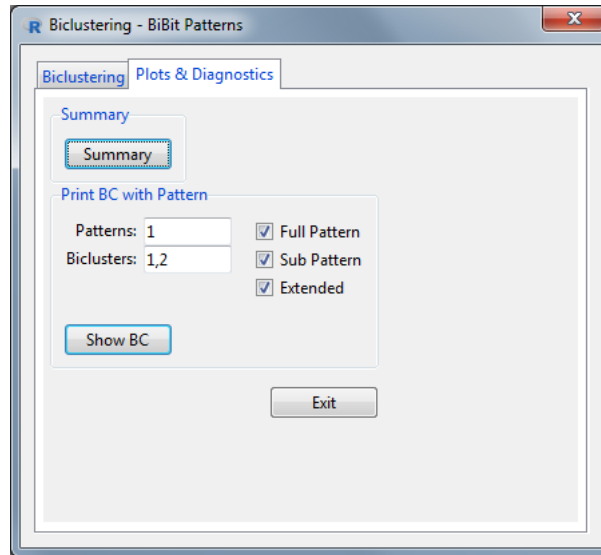 R Biclustering - BiBit Patterns
Biclustering Plots & Diagnostics
Summary
Summary
Print BC with Pattern
Patterns: 1 Full Pattern
Biclusters: 1,2 Sub Pattern
Extended
Show BC
Exit